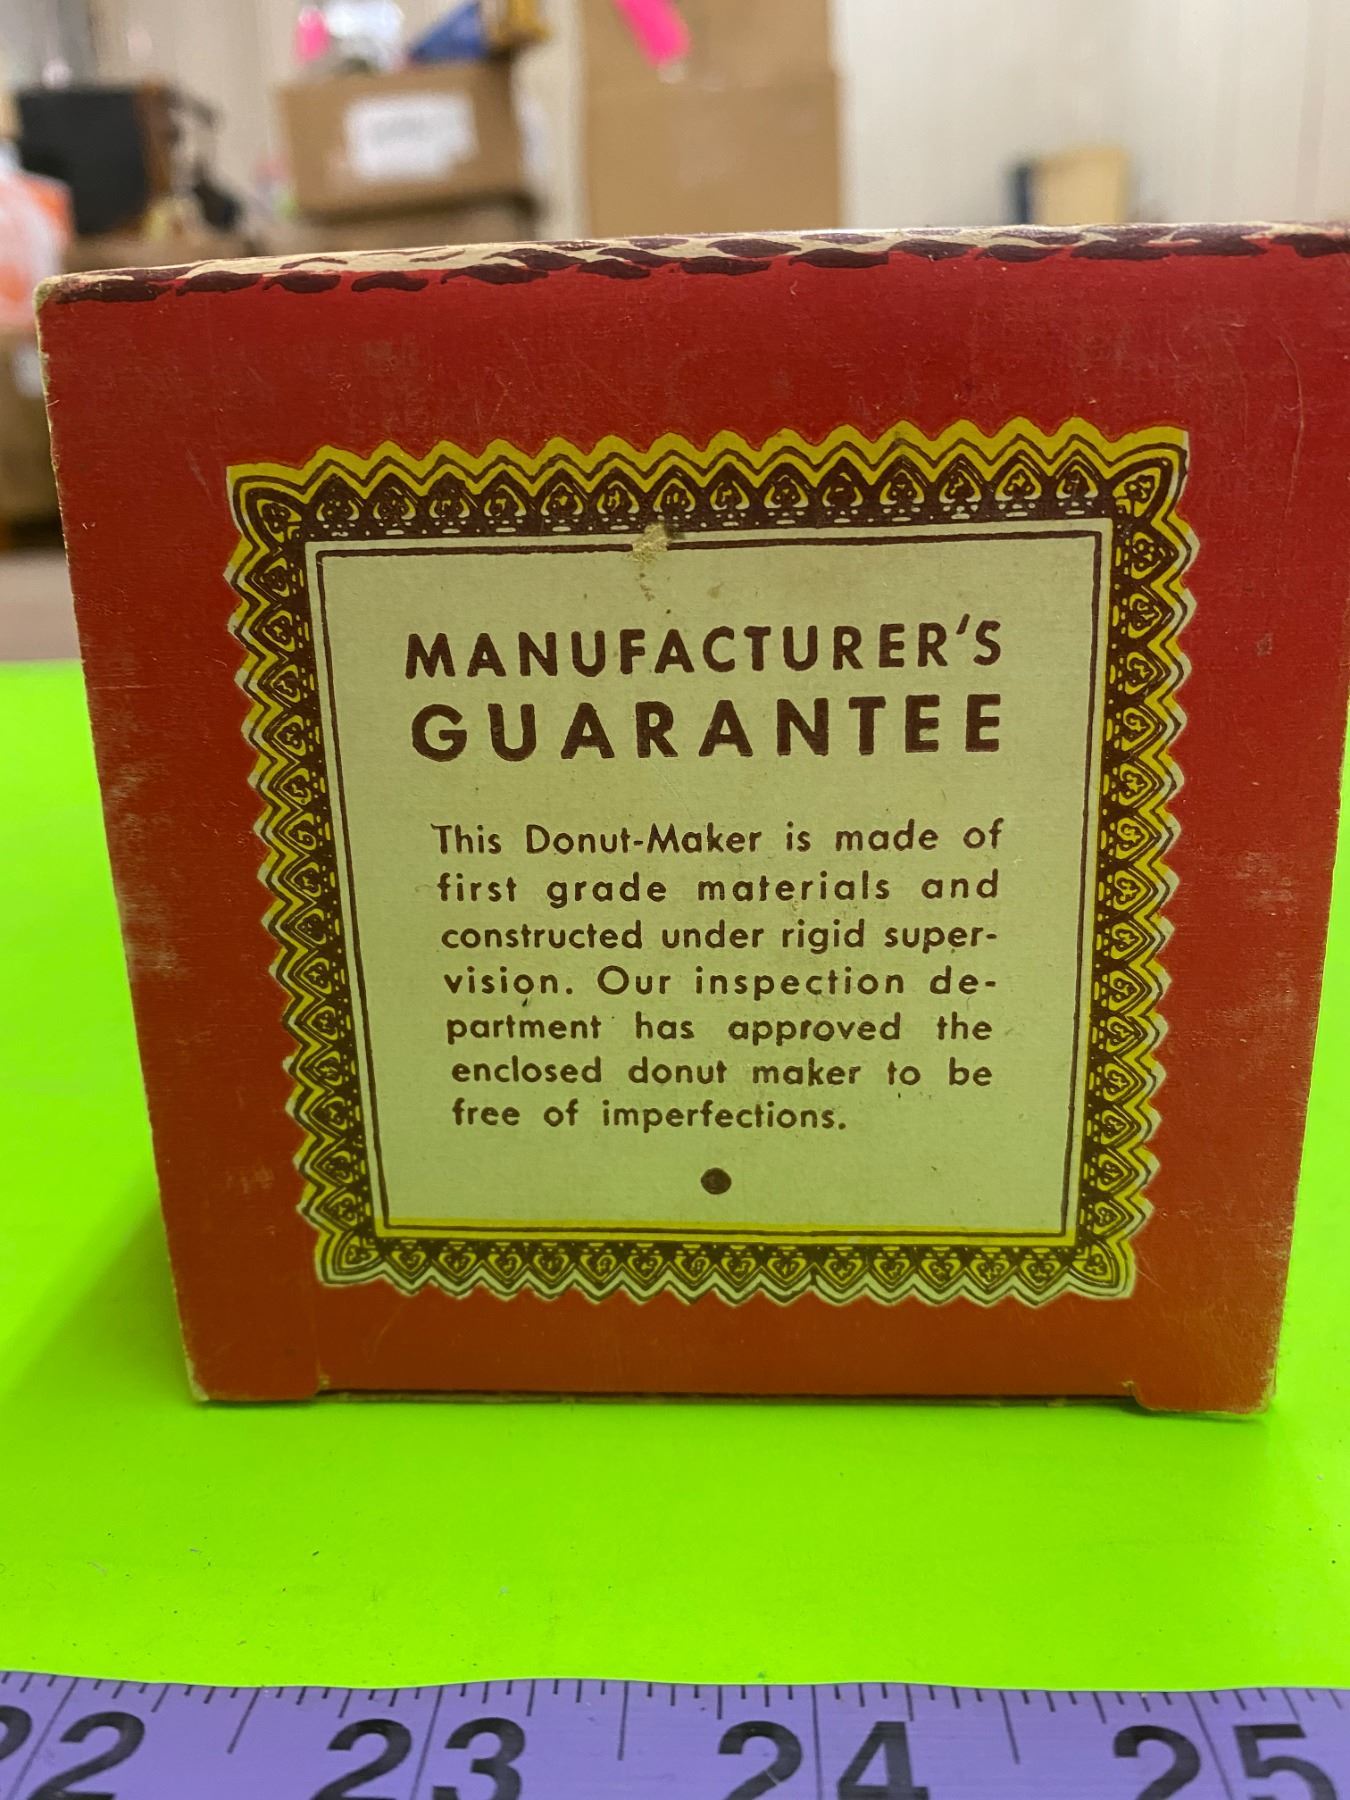 MANUFACTURER'S
GUARANTEE
This Donut-Maker is made of
first grade materials and
constructed under rigid super-
vision. Our inspection de-
partment has approved the
enclosed donut maker to be
free of imperfections.
22 23 24 25